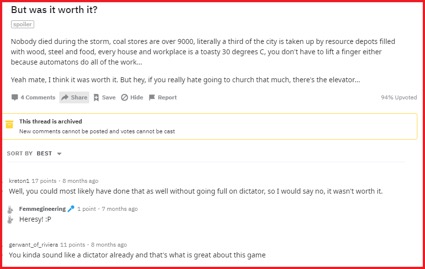 But was it worth it?
spoiler
Nobody died during the storm, coal stores are over 9000, literally a third of the city is taken up by resource depots filled
with wood, steel and food, every house and workplace is a toasty 30 degrees C, you don't have to lift a finger either
because automatons do all of the work...
Yeah mate, I think it was worth it. But hey, if you really hate going to church that much, there's the elevator...
4 Comments Share Save Hide Report 94% Upvoted
This thread is archived
New comments cannot be posted and votes cannot be cast
SORT BY BEST
kreton1 17 points · 8 months ago
Well, you could most likely have done that as well without going full on dictator, so I would say no, it wasn't worth it.
Femmegineering 1 point · 7 months ago
Heresy! :P
gerwant_of_riviera 11 points · 8 months ago
You kinda sound like a dictator already and that's what is great about this game